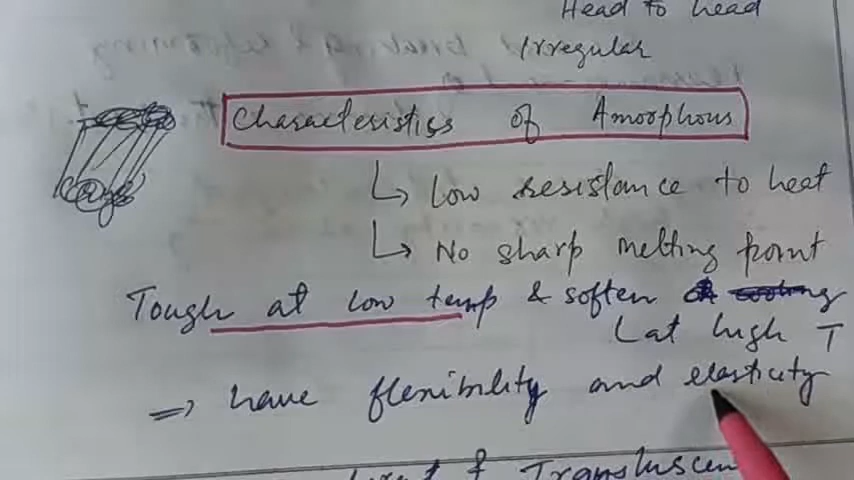 Head to head
Irregular
Characteristics of Amorphous
↳ Low resistance to heat
↳ No sharp melting point
Tough at low temp & soften
at high T
⇒ have flexibility and elasticity
& Transluscen